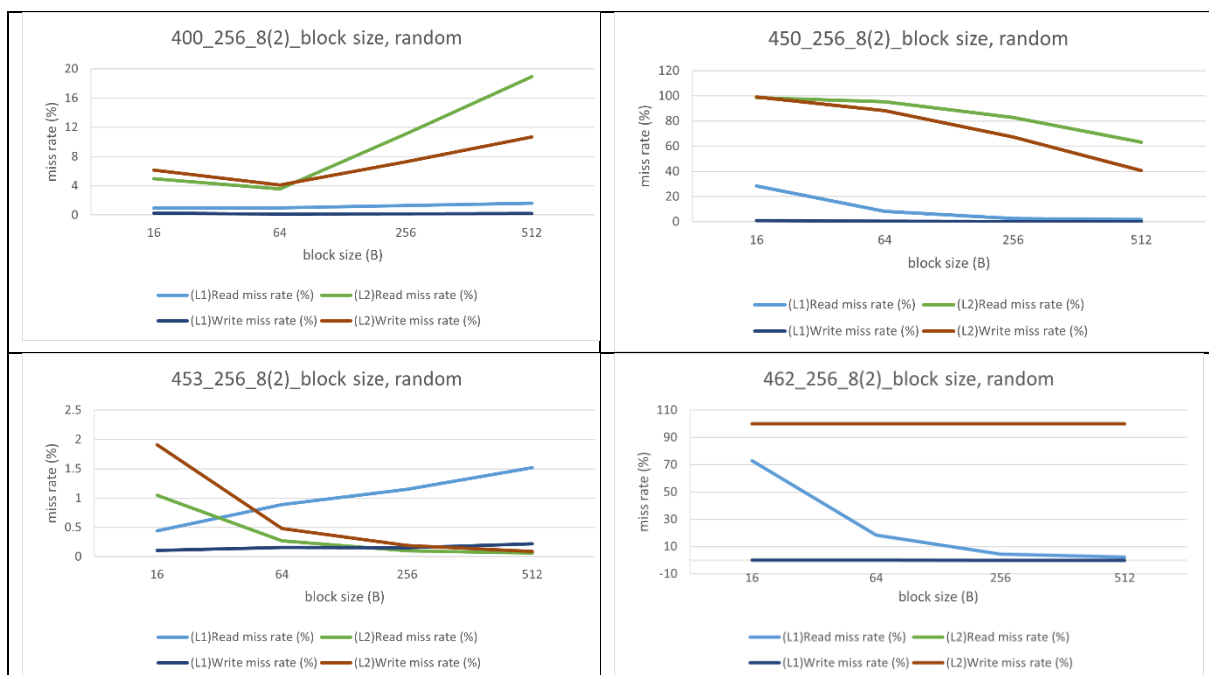 400_256_8(2)_block size, random
20
16
12
8
4
0
miss rate (%)
16 64 256 512
block size (B)
(L1)Read miss rate (%) (L2)Read miss rate (%)
(L1)Write miss rate (%) (L2)Write miss rate (%)
450_256_8(2)_block size, random
120
100
80
60
40
20
0
miss rate (%)
16 64 256 512
block size (B)
(L1)Read miss rate (%) (L2)Read miss rate (%)
(L1)Write miss rate (%) (L2)Write miss rate (%)
453_256_8(2)_block size, random
2.5
2
1.5
1
0.5
0
miss rate (%)
16 64 256 512
block size (B)
(L1)Read miss rate (%) (L2)Read miss rate (%)
(L1)Write miss rate (%) (L2)Write miss rate (%)
462_256_8(2)_block size, random
110
90
70
50
30
10
-10
miss rate (%)
16 64 256 512
block size (B)
(L1)Read miss rate (%) (L2)Read miss rate (%)
(L1)Write miss rate (%) (L2)Write miss rate (%)